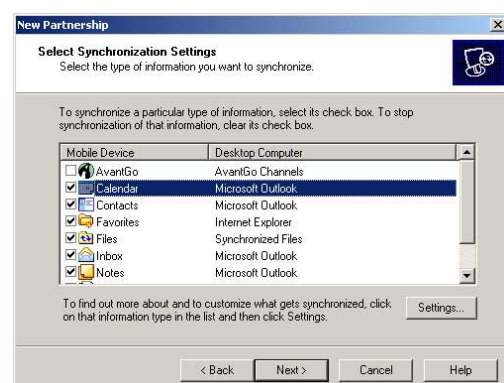 New Partnership
Select Synchronization Settings
Select the type of information you want to synchronize.
To synchronize a particular type of information, select its check box. To stop
synchronization of that information, clear its check box.
Mobile Device Desktop Computer
AvantGo AvantGo Channels
Calendar Microsoft Outlook
Contacts Microsoft Outlook
Favorites Internet Explorer
Files Synchronized Files
Inbox Microsoft Outlook
Notes Microsoft Outlook
To find out more about and to customize what gets synchronized, click
on that information type in the list and then click Settings.
Settings...
< Back Next > Cancel Help